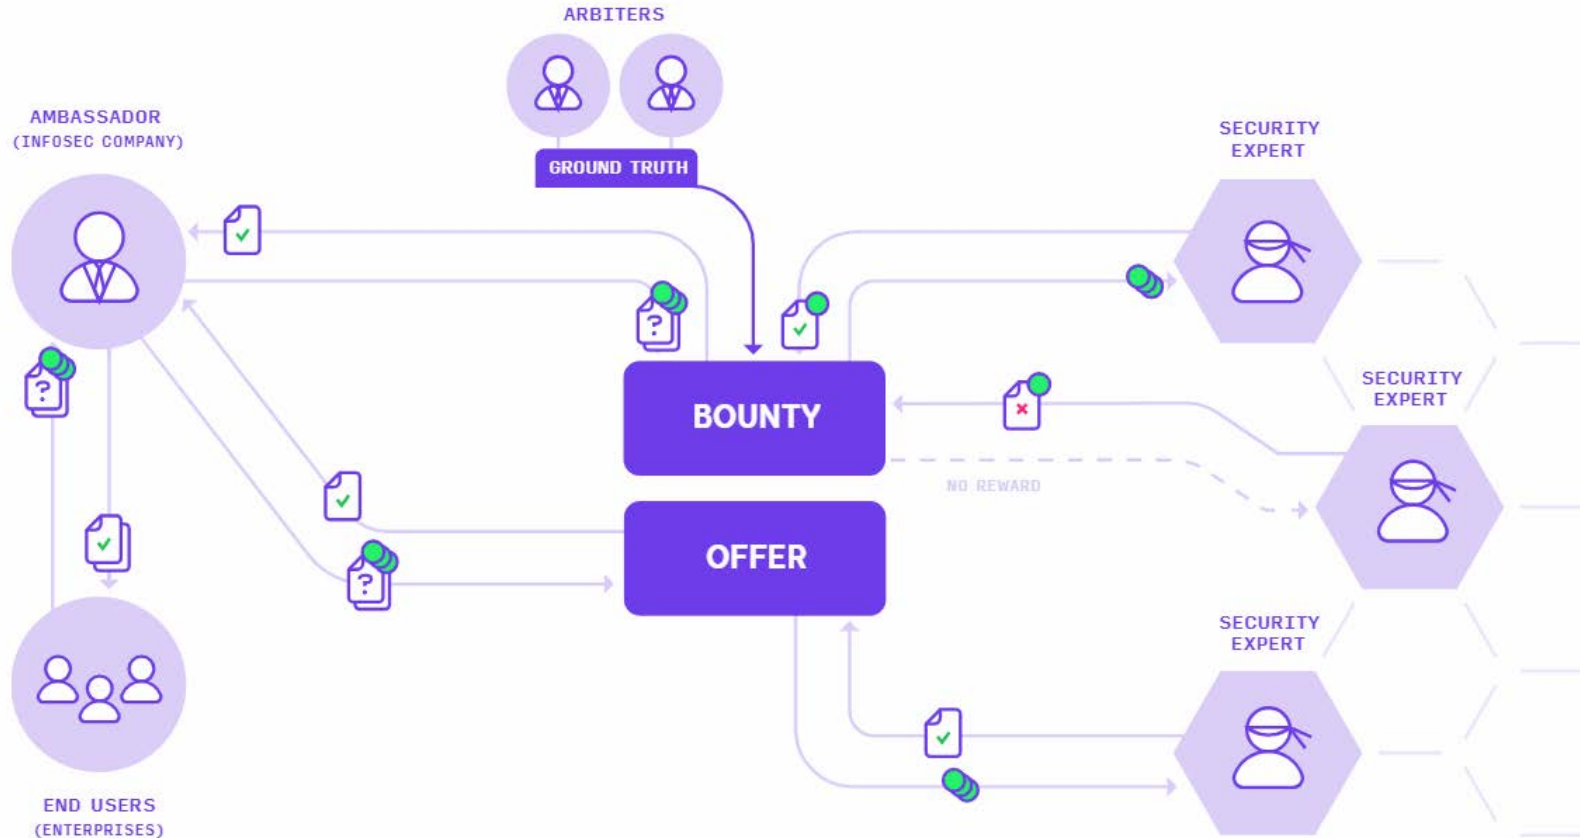 ARBITERS
AMBASSADOR
(INFOSEC COMPANY)
GROUND TRUTH
SECURITY
EXPERT
?
?
BOUNTY
SECURITY
EXPERT
NO REWARD
OFFER
?
SECURITY
EXPERT
END USERS
(ENTERPRISES)